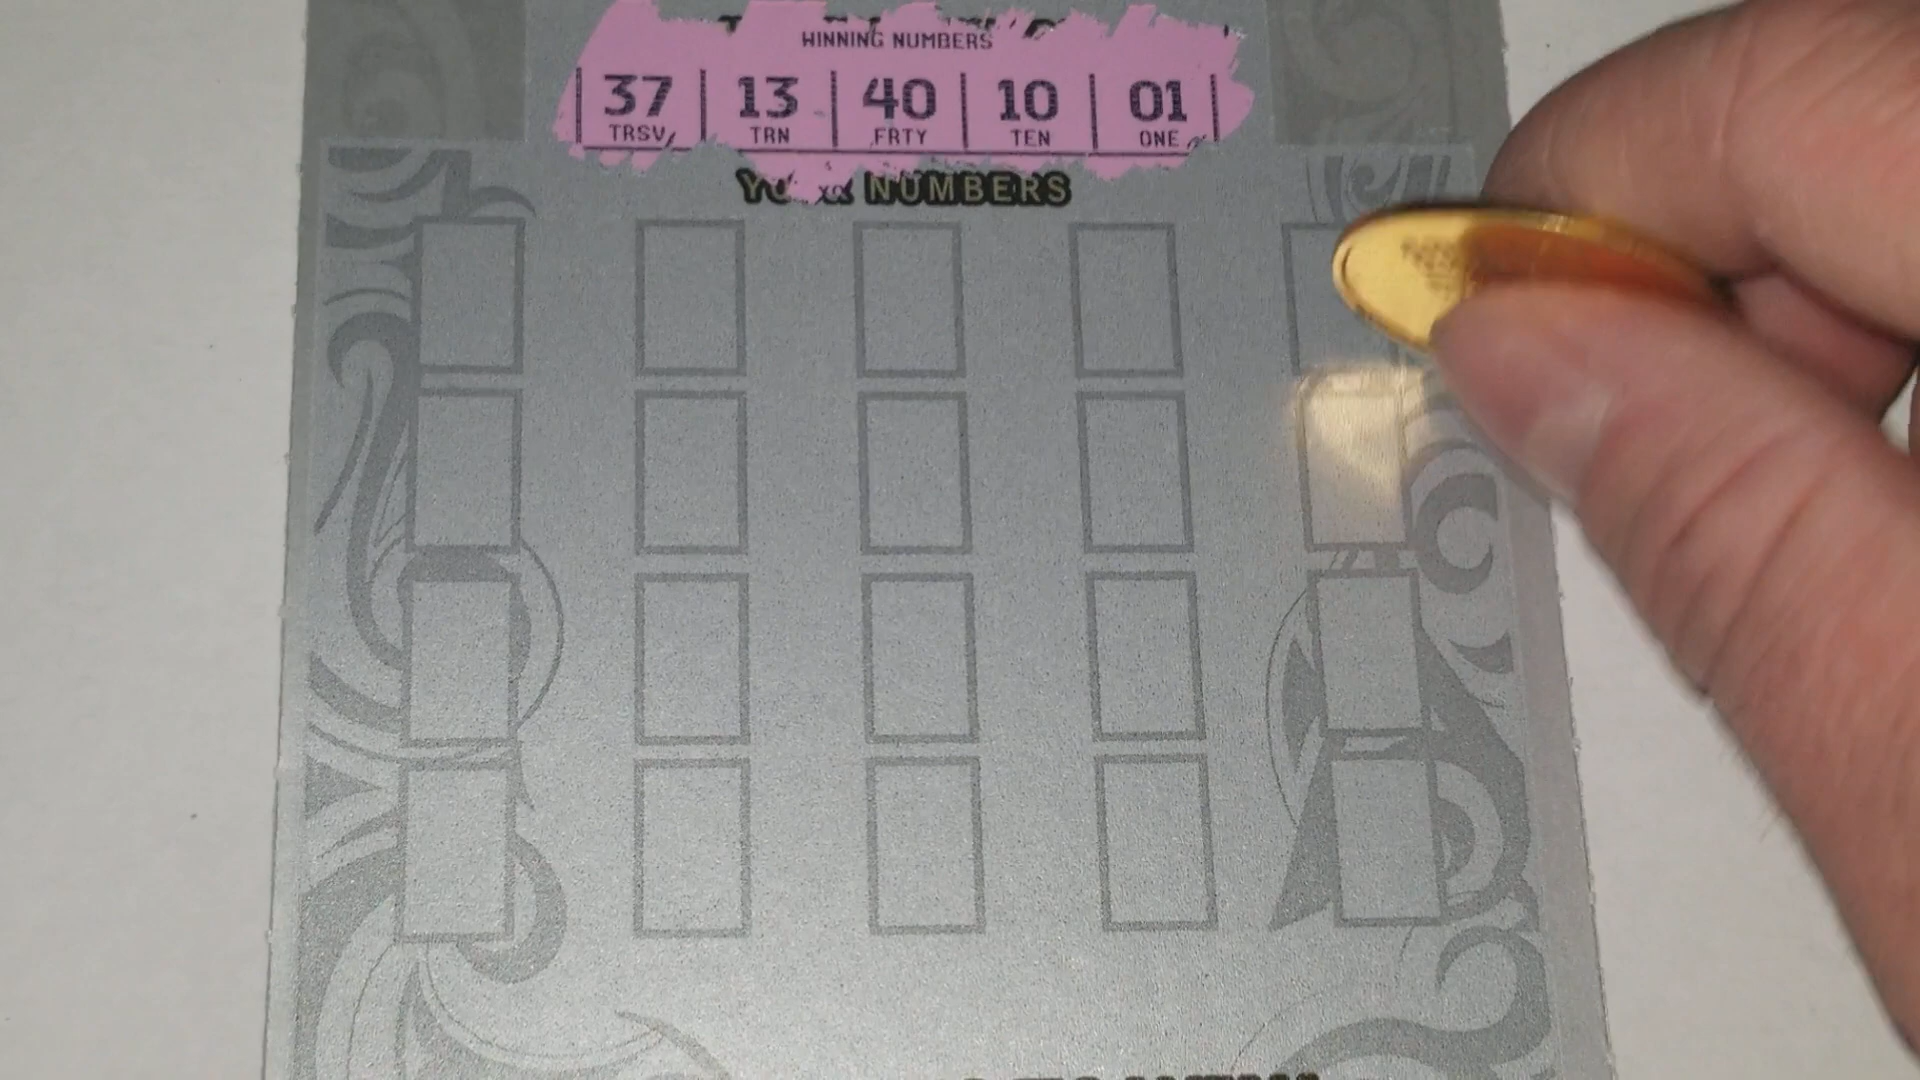 WINNING NUMBERS
37 13 40 10 01
TRSV TRN FRTY TEN ONE
NUMBERS